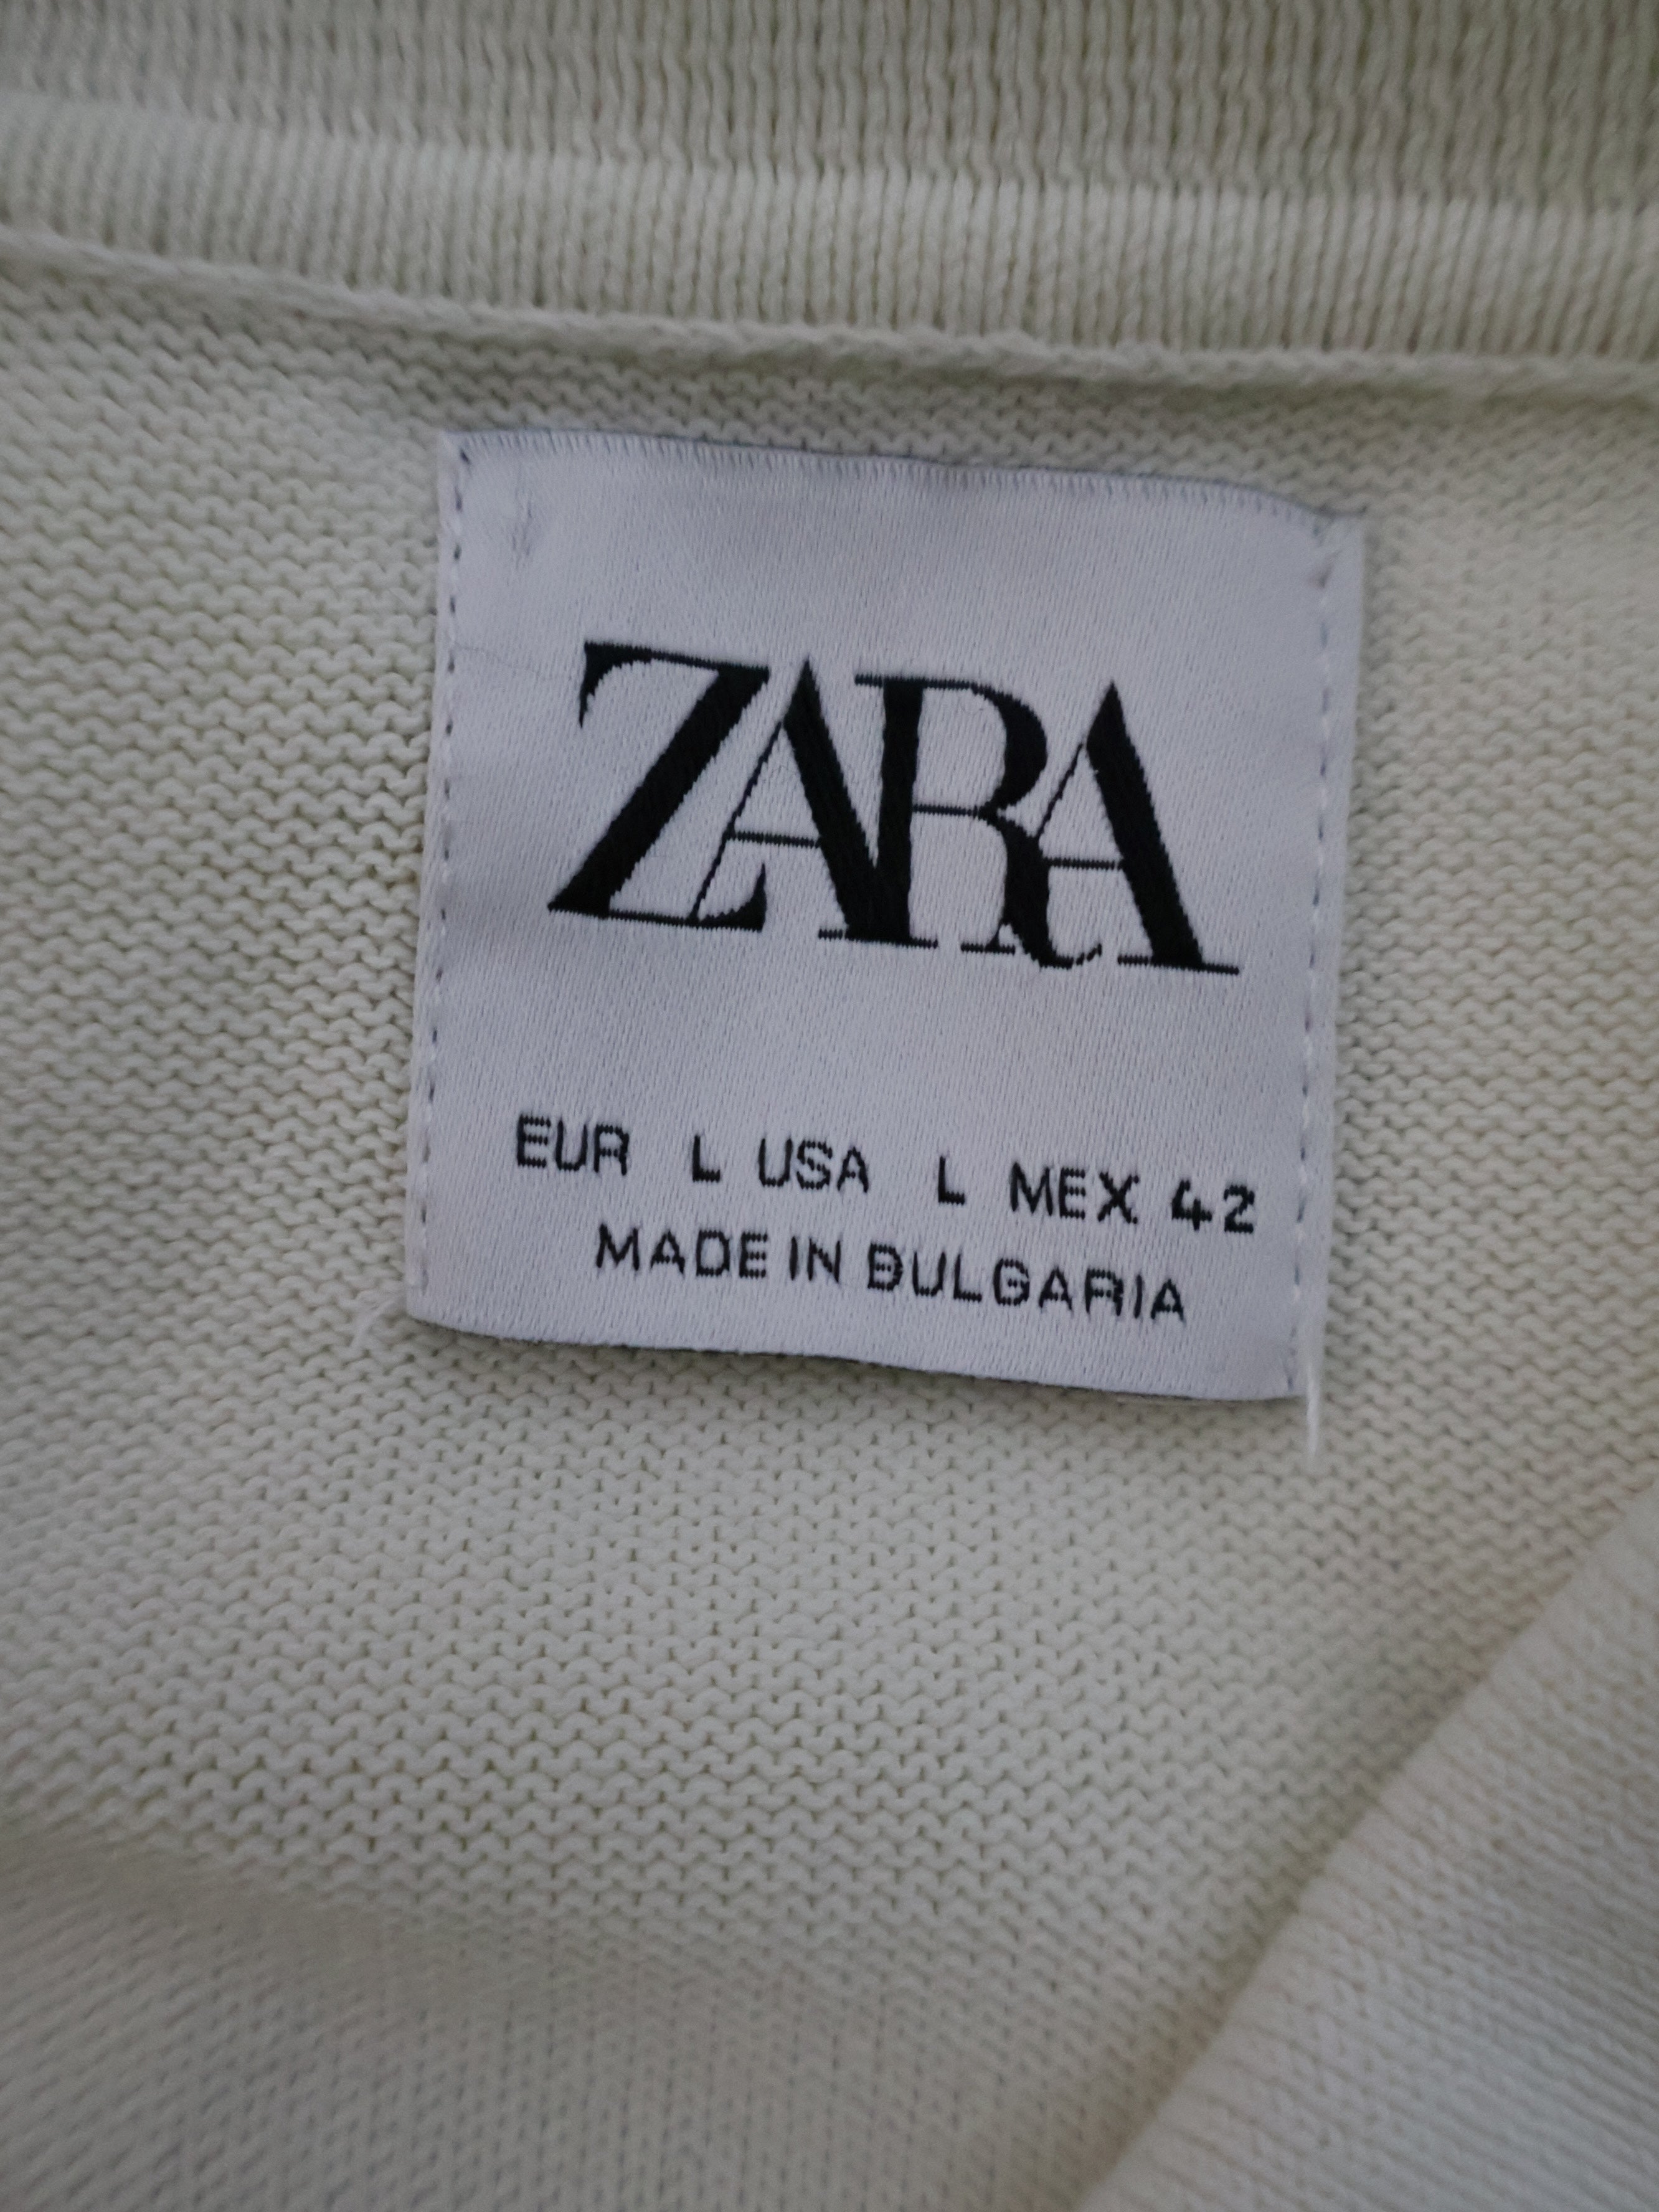 ZARA
EUR L USA L MEX 42
MADE IN BULGARIA